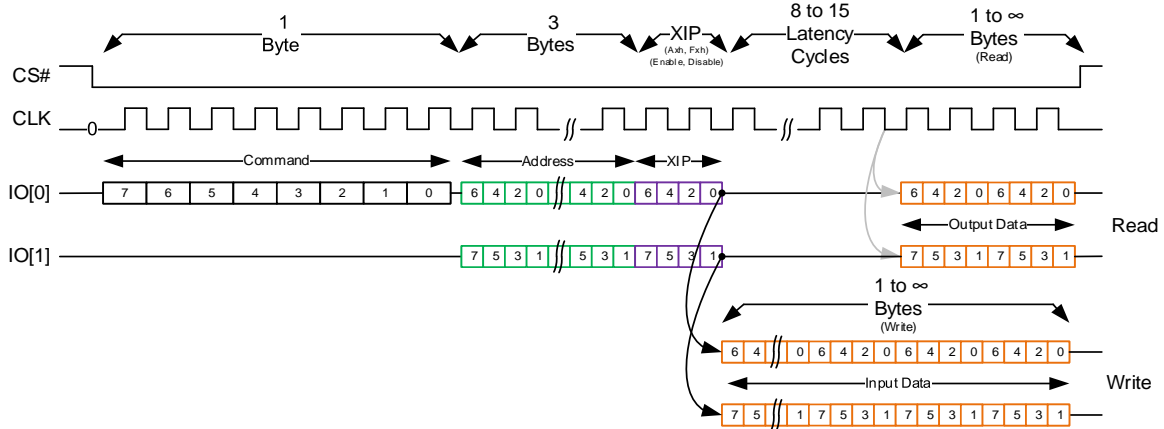 1
Byte
3
Bytes
XIP
(Axh, Fxh)
(Enable, Disable)
8 to 15
Latency
Cycles
1 to ∞
Bytes
(Read)
CS#
CLK
0
Command
Address
XIP
IO[0]
7 6 5 4 3 2 1 0 6 4 2 0 4 2 0 6 4 2 0 6 4 2 0 6 4 2 0
Output Data
Read
IO[1]
7 5 3 1 5 3 1 7 5 3 1 7 5 3 1 7 5 3 1
1 to ∞
Bytes
(Write)
6 4 0 6 4 2 0 6 4 2 0 6 4 2 0
Input Data
Write
7 5 1 7 5 3 1 7 5 3 1 7 5 3 1